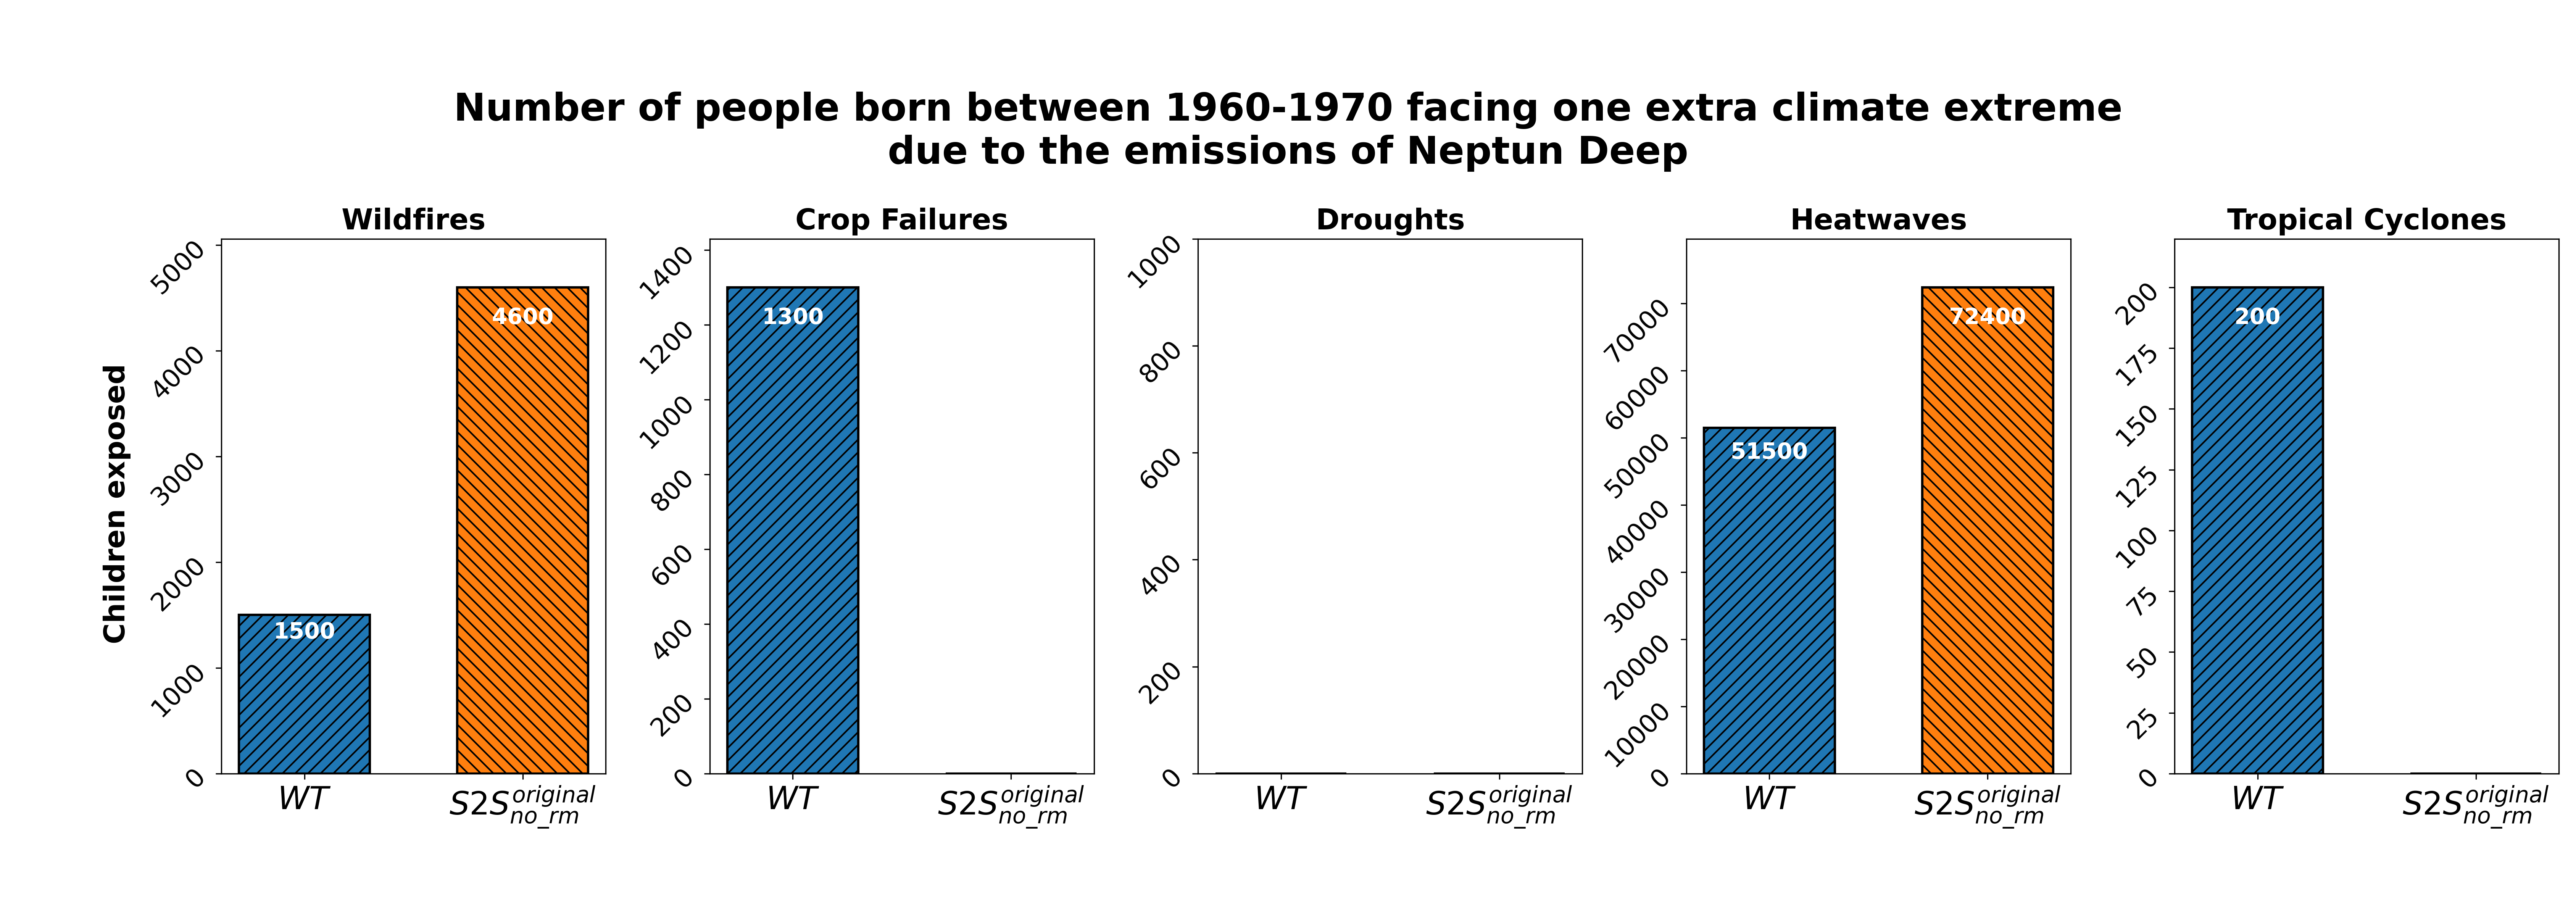 Number of people born between 1960-1970 facing one extra climate extreme
due to the emissions of Neptun Deep
Wildfires
Children exposed
5000
4000
3000
2000
1000
0
1500
4600
WT
S2S^{original}_{no_rm}
Crop Failures
1400
1200
1000
800
600
400
200
0
1300
WT
S2S^{original}_{no_rm}
Droughts
1000
800
600
400
200
0
WT
S2S^{original}_{no_rm}
Heatwaves
70000
60000
50000
40000
30000
20000
10000
0
51500
72400
WT
S2S^{original}_{no_rm}
Tropical Cyclones
200
175
150
125
100
75
50
25
0
200
WT
S2S^{original}_{no_rm}